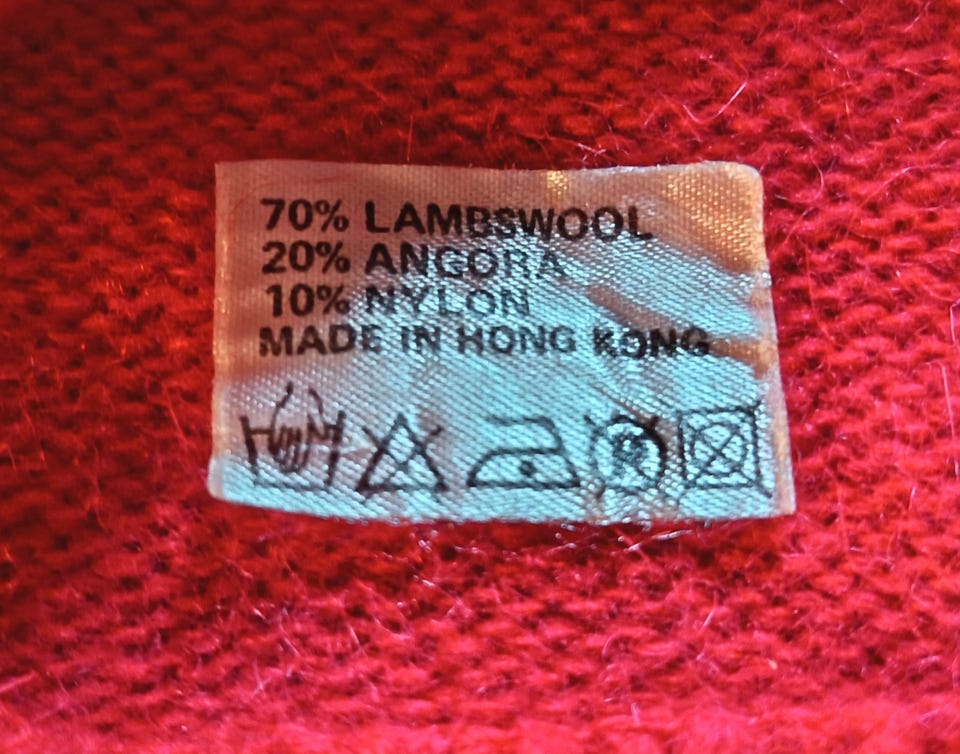 70% LAMBSWOOL
20% ANGORA
10% NYLON
MADE IN HONG KONG